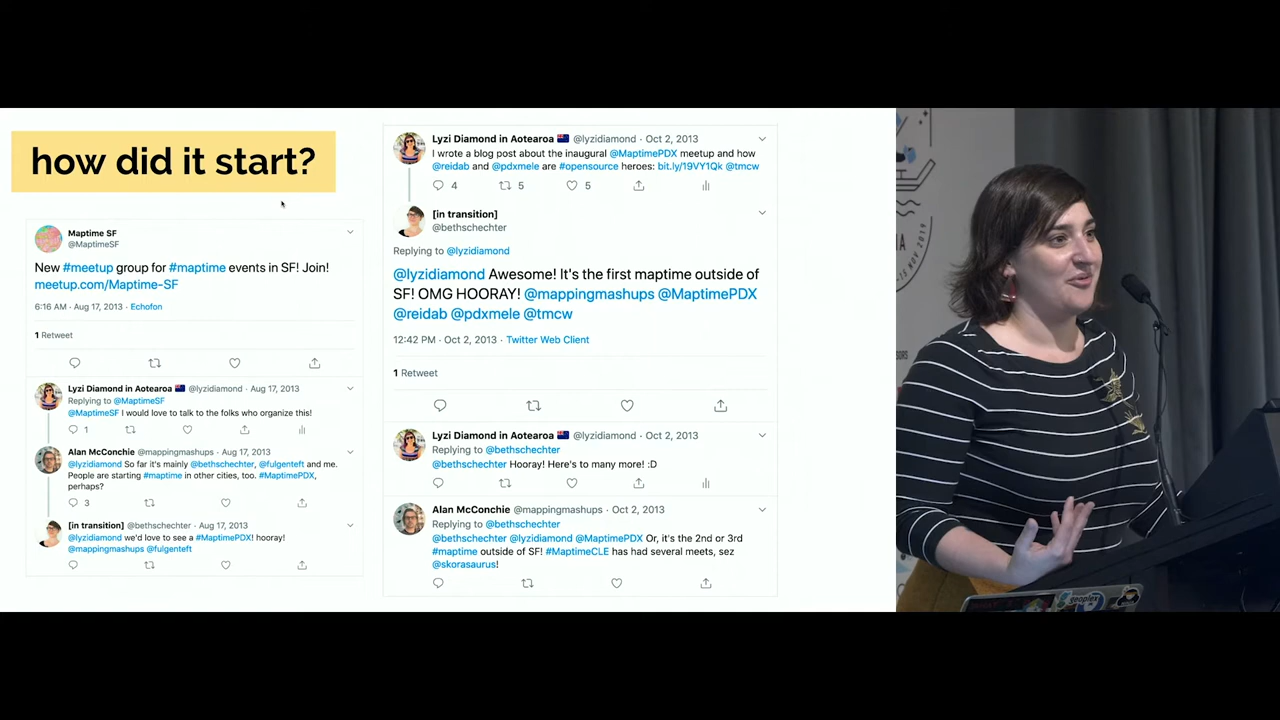 how did it start?
Maptime SF
@MaptimeSF
New #meetup group for #maptime events in SF! Join!
meetup.com/Maptime-SF
6:16 AM · Aug 17, 2013 · Echofon
1 Retweet
Lyzi Diamond in Aotearoa @lyzidiamond · Aug 17, 2013
Replying to @MaptimeSF
@MaptimeSF I would love to talk to the folks who organize this!
1
Alan McConchie @mappingmashups · Aug 17, 2013
@lyzidiamond So far it's mainly @bethschechter, @fulgenteft and me.
People are starting #maptime in other cities, too. #MaptimePDX,
perhaps?
3
[in transition] @bethschechter · Aug 17, 2013
@lyzidiamond we'd love to see a #MaptimePDX! hooray!
@mappingmashups @fulgenteft
Lyzi Diamond in Aotearoa @lyzidiamond · Oct 2, 2013
I wrote a blog post about the inaugural @MaptimePDX meetup and how
@reidab and @pdxmele are #opensource heroes: bit.ly/19VY1Qk @tmcw
4 5 5
[in transition]
@bethschechter
Replying to @lyzidiamond
@lyzidiamond Awesome! It's the first maptime outside of
SF! OMG HOORAY! @mappingmashups @MaptimePDX
@reidab @pdxmele @tmcw
12:42 PM · Oct 2, 2013 · Twitter Web Client
1 Retweet
Lyzi Diamond in Aotearoa @lyzidiamond · Oct 2, 2013
Replying to @bethschechter
@bethschechter Hooray! Here's to many more! :D
Alan McConchie @mappingmashups · Oct 2, 2013
Replying to @bethschechter
@bethschechter @lyzidiamond @MaptimePDX Or, it's the 2nd or 3rd
#maptime outside of SF! #MaptimeCLE has had several meets, sez
@skorasaurus!
geoplex